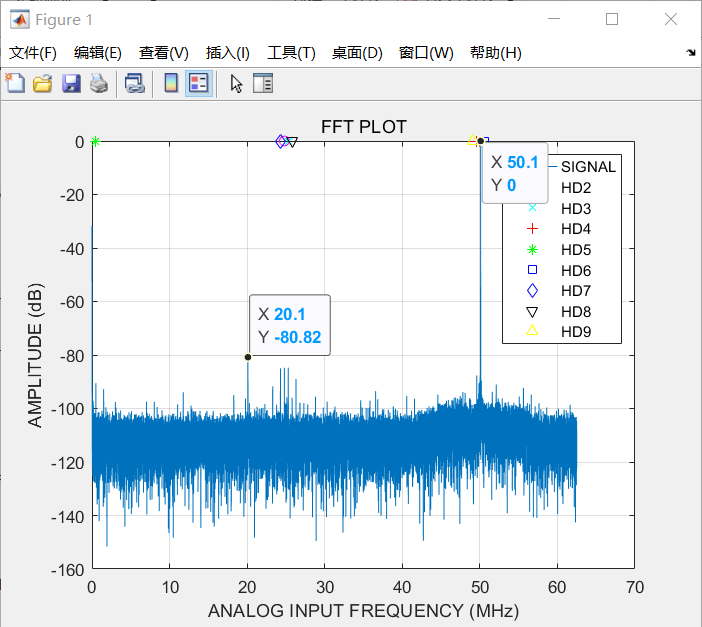 Figure 1
文件(F) 编辑(E) 查看(V) 插入(I) 工具(T) 桌面(D) 窗口(W) 帮助(H)
FFT PLOT
0
-20
-40
-60
-80
-100
-120
-140
-160
AMPLITUDE (dB)
X 50.1
Y 0
SIGNAL
HD2
HD3
HD4
HD5
HD6
HD7
HD8
HD9
X 20.1
Y -80.82
0 10 20 30 40 50 60 70
ANALOG INPUT FREQUENCY (MHz)